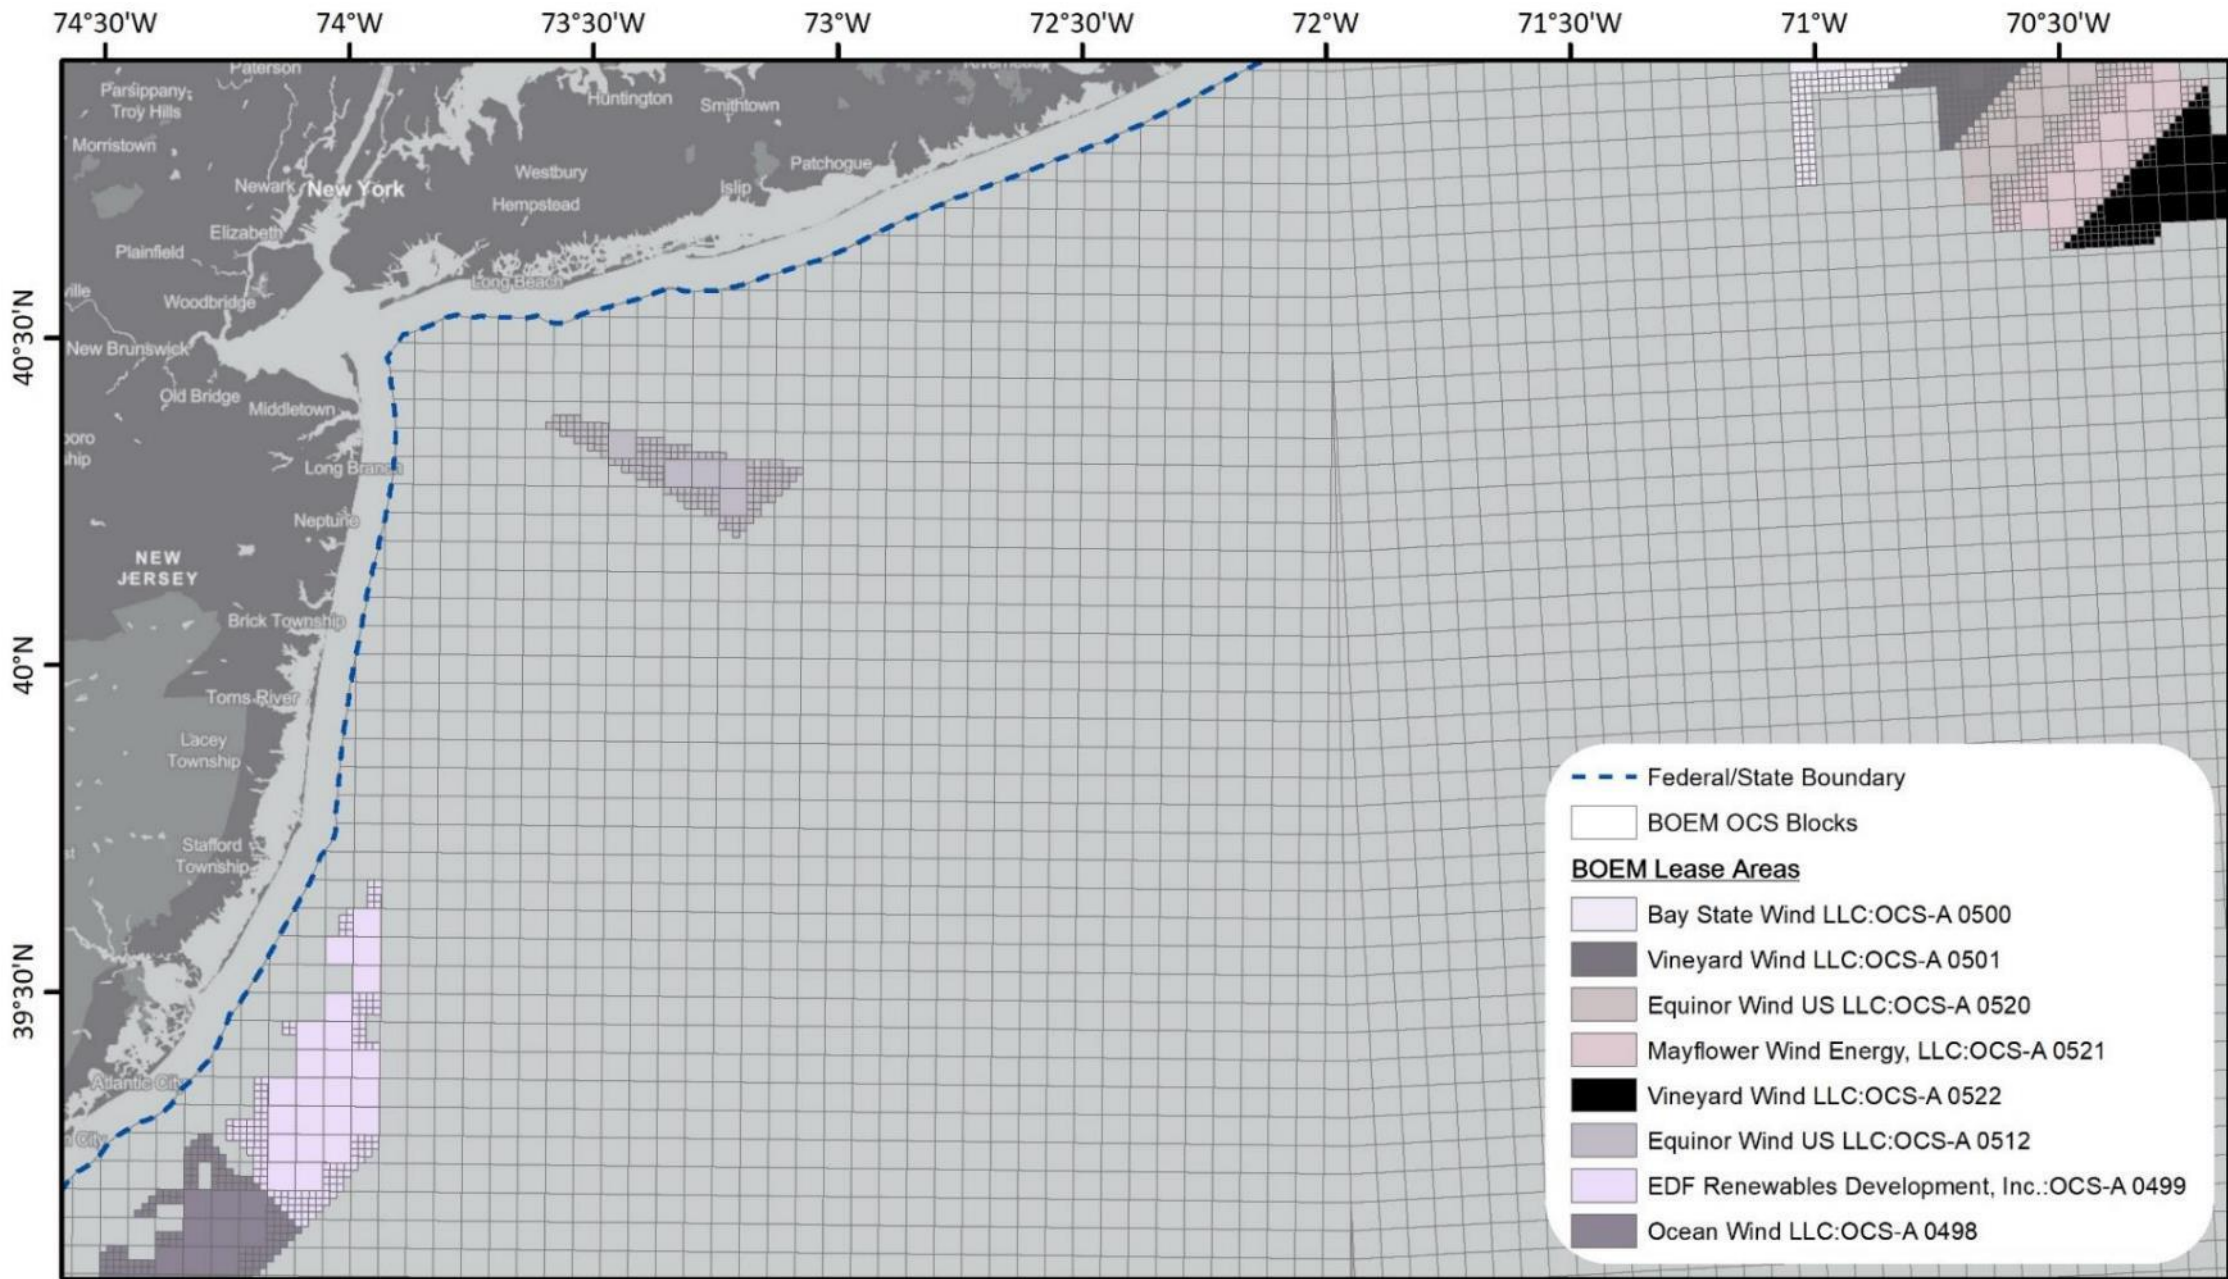 74°30'W 74°W 73°30'W 73°W 72°30'W 72°W 71°30'W 71°W 70°30'W
40°30'N
40°N
39°30'N
Paterson
Parsippany-
Troy Hills
Morristown
Huntington
Smithtown
Westbury
Patchogue
Newark
New York
Islip
Hempstead
Elizabeth
Plainfield
Long Beach
ville
Woodbridge
New Brunswick
Old Bridge
Middletown
boro
ship
Long Branch
Neptune
NEW
JERSEY
Brick Township
Toms River
Lacey
Township
Stafford
Township
st
Atlantic City
City
Federal/State Boundary
BOEM OCS Blocks
BOEM Lease Areas
Bay State Wind LLC:OCS-A 0500
Vineyard Wind LLC:OCS-A 0501
Equinor Wind US LLC:OCS-A 0520
Mayflower Wind Energy, LLC:OCS-A 0521
Vineyard Wind LLC:OCS-A 0522
Equinor Wind US LLC:OCS-A 0512
EDF Renewables Development, Inc.:OCS-A 0499
Ocean Wind LLC:OCS-A 0498